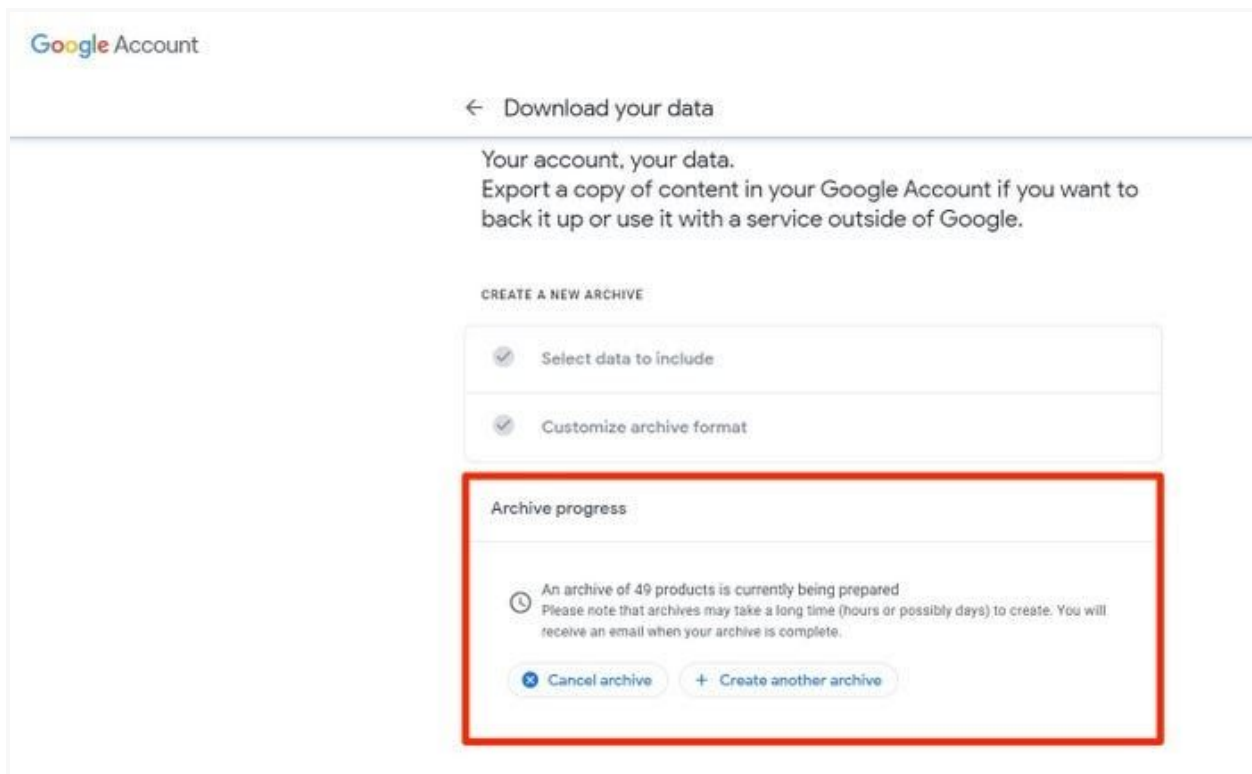 Google Account
← Download your data
Your account, your data.
Export a copy of content in your Google Account if you want to
back it up or use it with a service outside of Google.
CREATE A NEW ARCHIVE
Select data to include
Customize archive format
Archive progress
An archive of 49 products is currently being prepared
Please note that archives may take a long time (hours or possibly days) to create. You will
receive an email when your archive is complete.
Cancel archive + Create another archive